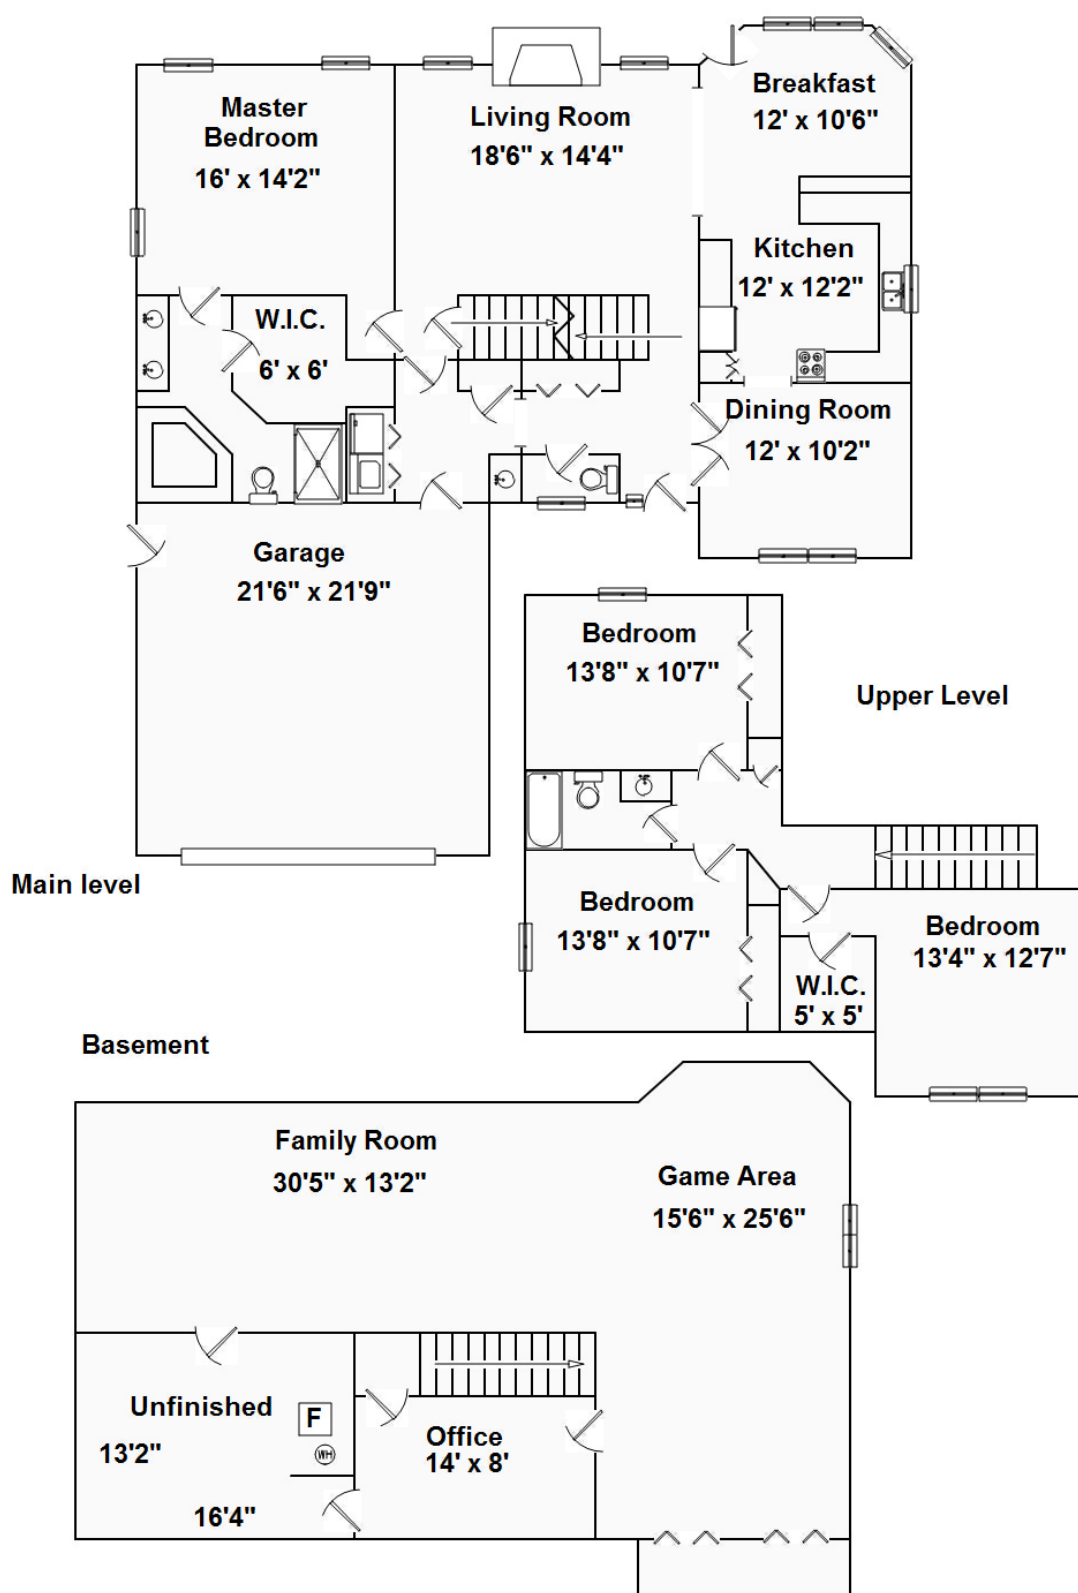 Master
Bedroom
16' x 14'2"
Living Room
18'6" x 14'4"
Breakfast
12' x 10'6"
Kitchen
12' x 12'2"
W.I.C.
6' x 6'
Dining Room
12' x 10'2"
Garage
21'6" x 21'9"
Main level
Bedroom
13'8" x 10'7"
Upper Level
Bedroom
13'8" x 10'7"
Bedroom
13'4" x 12'7"
W.I.C.
5' x 5'
Basement
Family Room
30'5" x 13'2"
Game Area
15'6" x 25'6"
Unfinished
13'2"
16'4"
F
WH
Office
14' x 8'